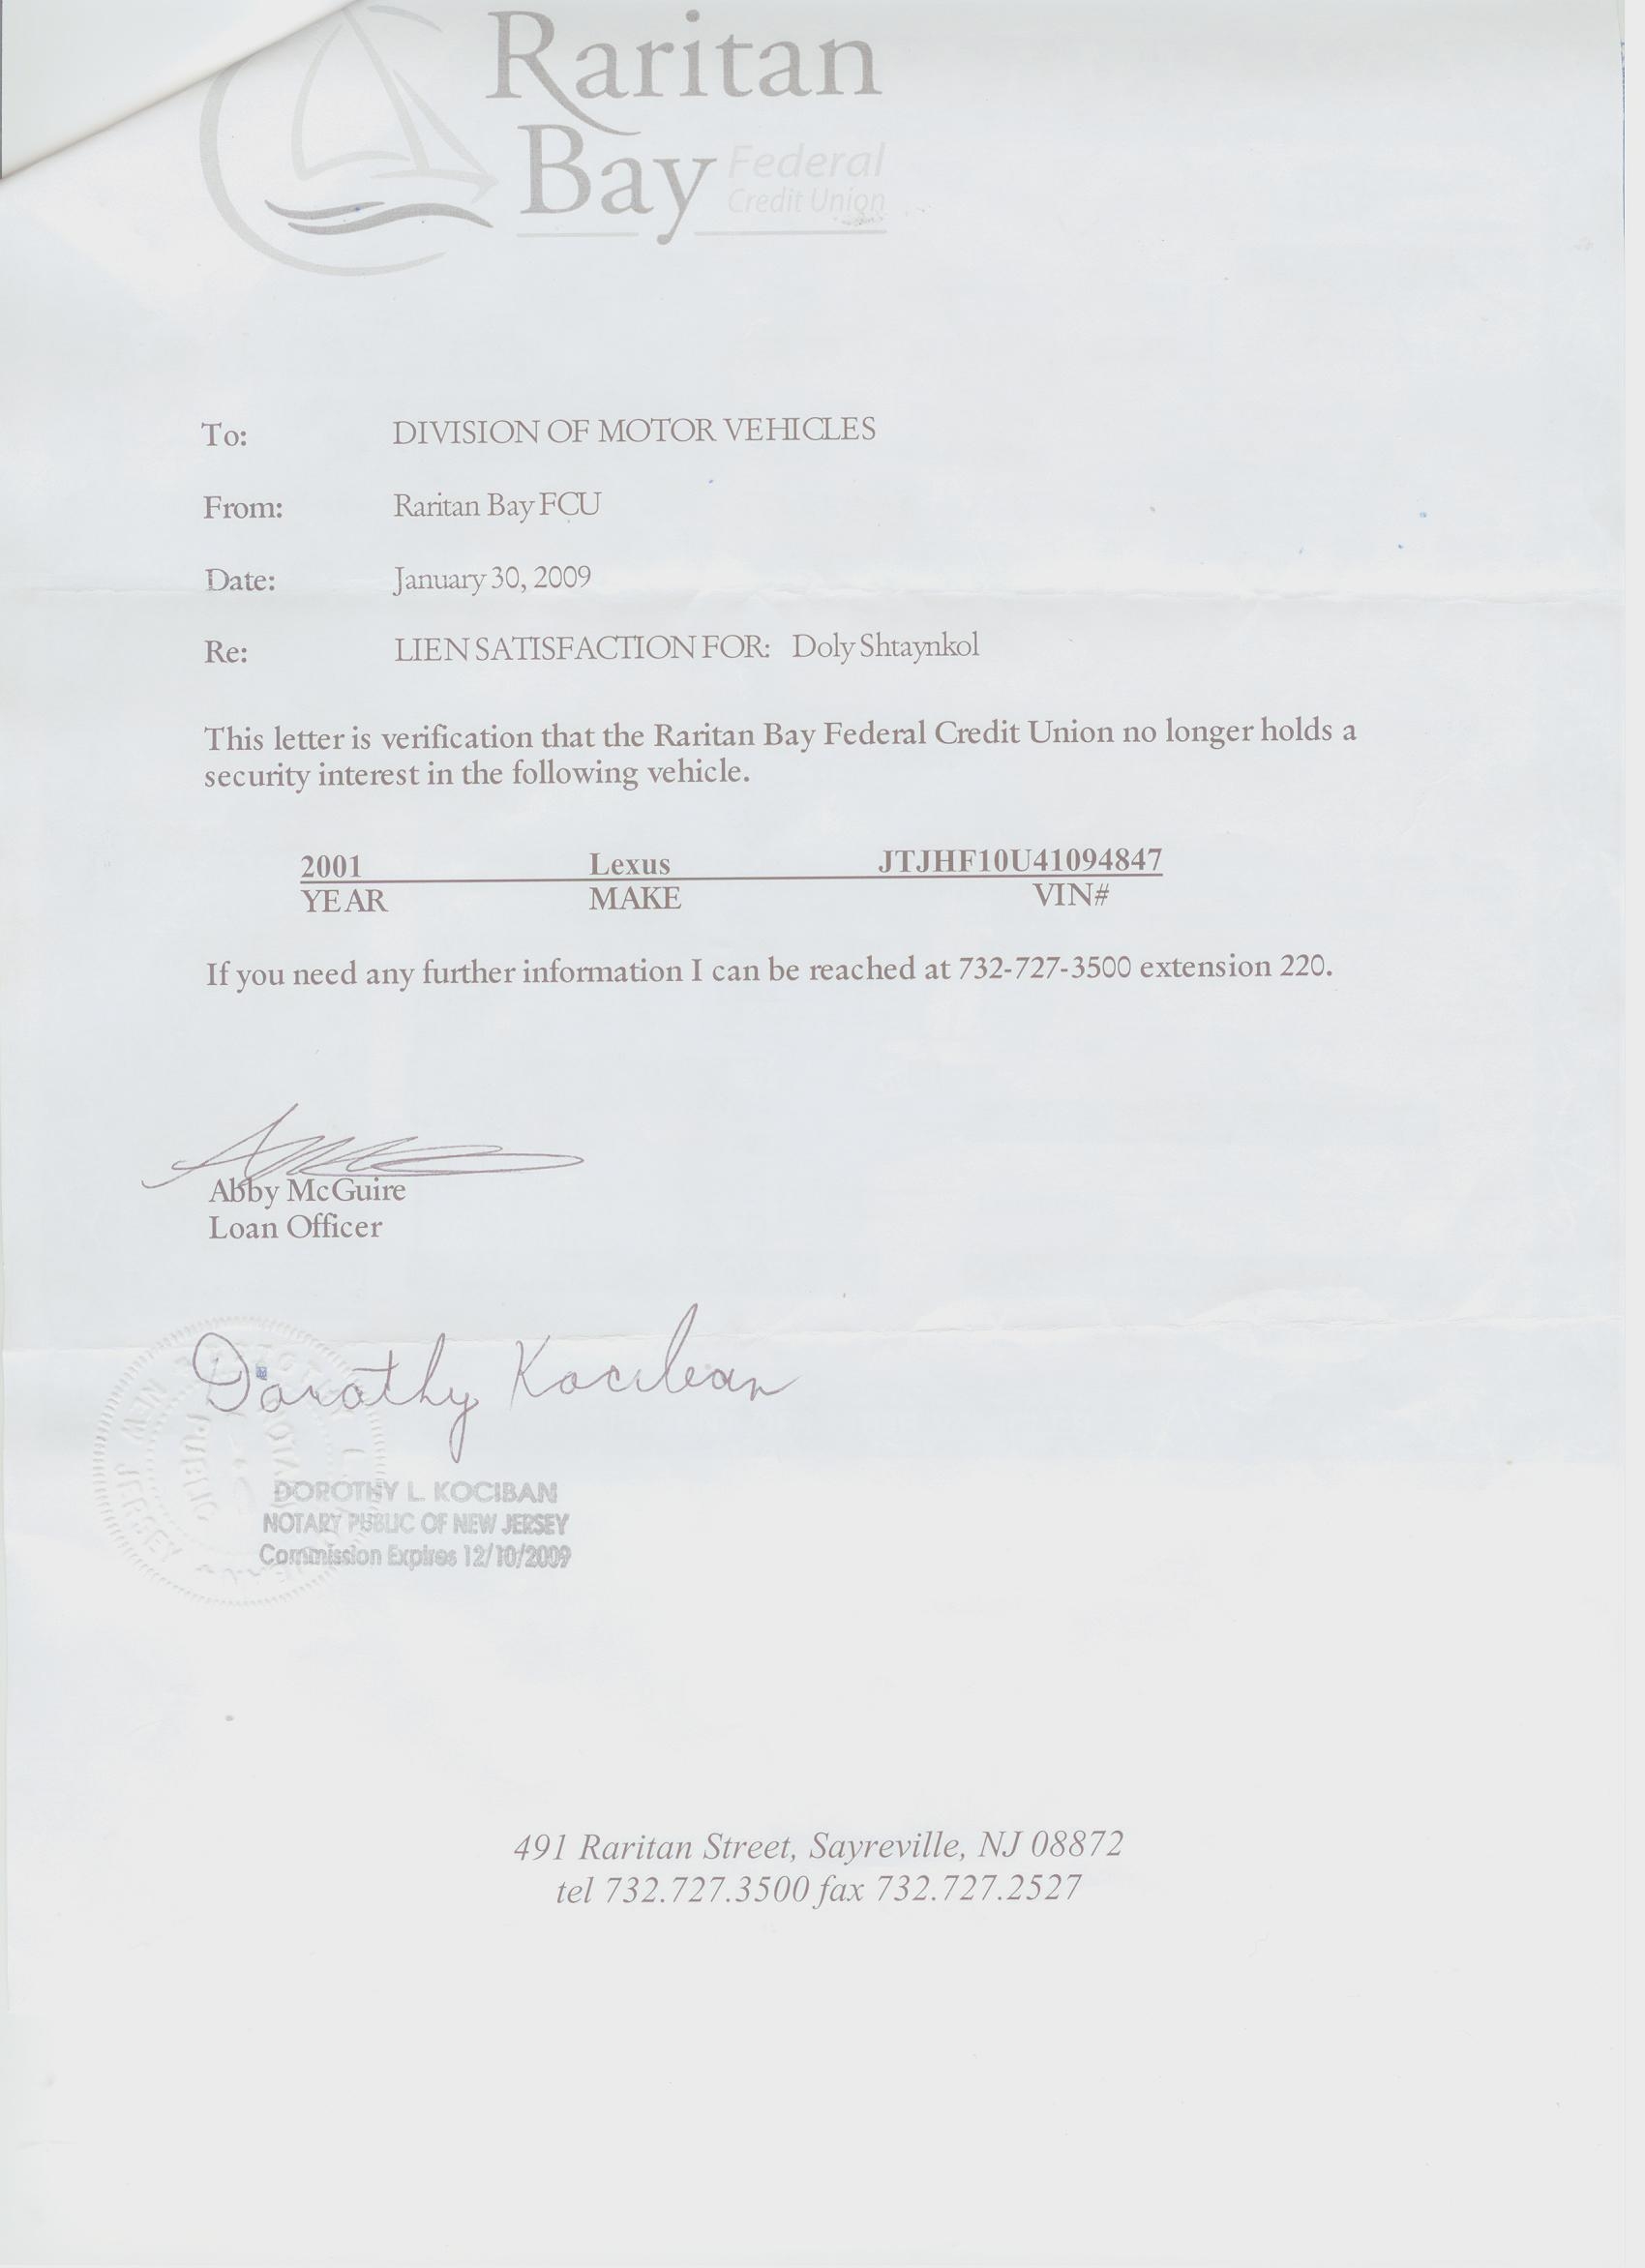 Raritan
Bay Federal
Credit Union
To: DIVISION OF MOTOR VEHICLES
From: Raritan Bay FCU
Date: January 30, 2009
Re: LIEN SATISFACTION FOR: Doly Shtaynkol
This letter is verification that the Raritan Bay Federal Credit Union no longer holds a
security interest in the following vehicle.
2001 Lexus JTJHF10U41094847
YEAR MAKE VIN#
If you need any further information I can be reached at 732-727-3500 extension 220.
Abby McGuire
Loan Officer
Dorothy Kociban
DOROTHY L. KOCIBAN
NOTARY PUBLIC OF NEW JERSEY
Commission Expires 12/10/2009
NOTARY PUBLIC
NEW JERSEY
491 Raritan Street, Sayreville, NJ 08872
tel 732.727.3500 fax 732.727.2527